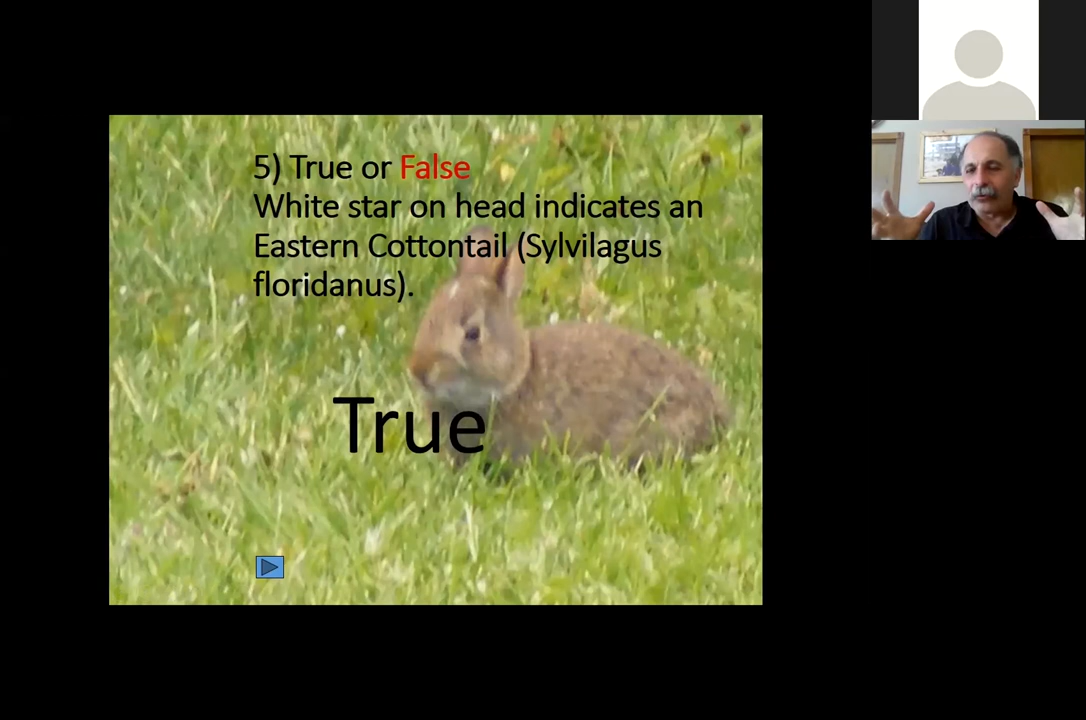 5) True or False
White star on head indicates an
Eastern Cottontail (Sylvilagus
floridanus).
True